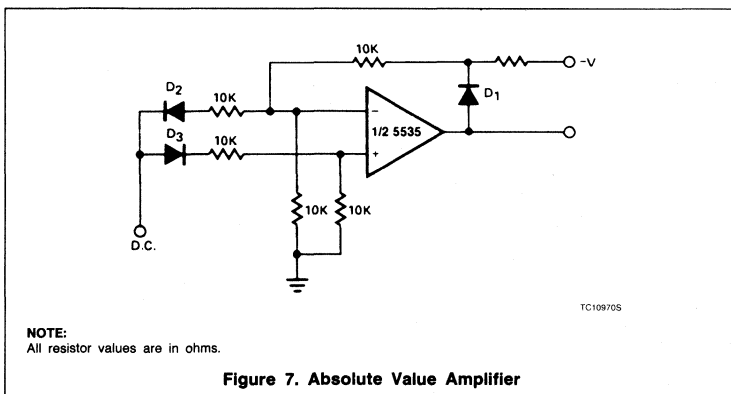 10K
-V
D2
10K
D1
−
1/2 5535
D3
10K
+
10K
10K
D.C.
TC10970S
NOTE:
All resistor values are in ohms.
Figure 7. Absolute Value Amplifier